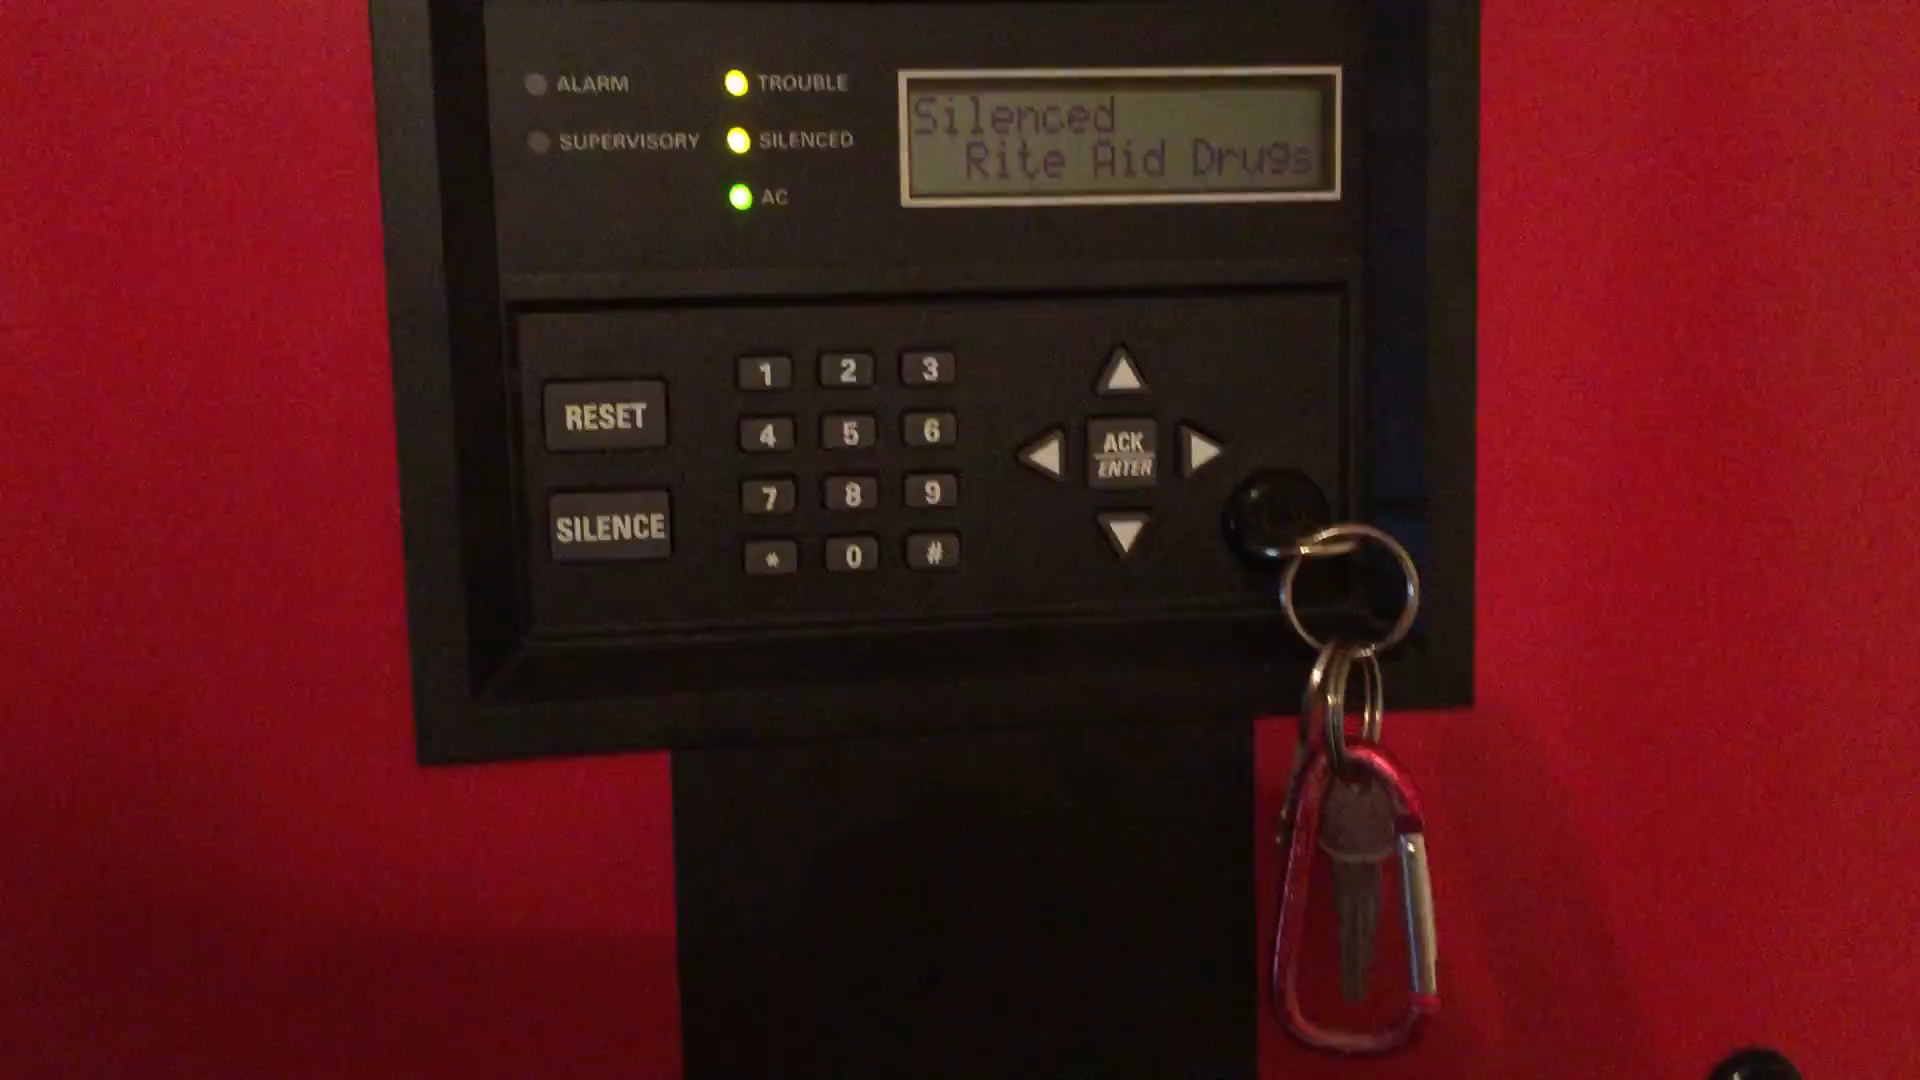 ALARM
TROUBLE
SUPERVISORY
SILENCED
AC
Silenced
Rite Aid Drugs
RESET
SILENCE
1 2 3
4 5 6
7 8 9
* 0 #
ACK
ENTER